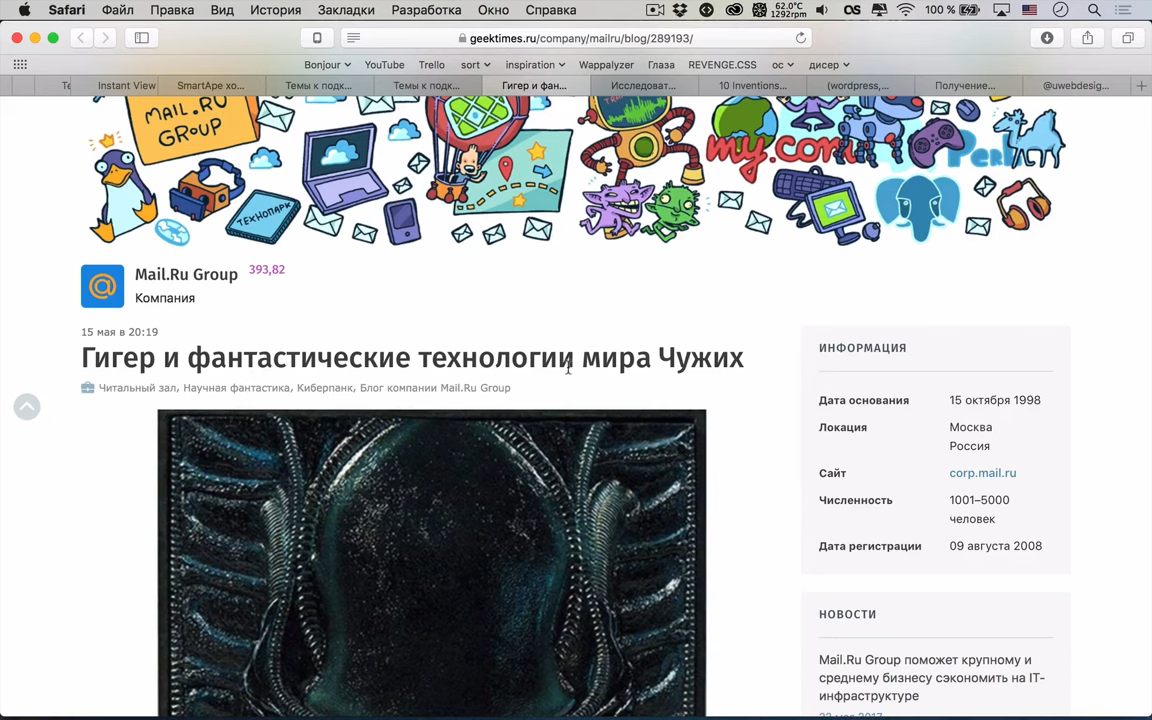 Safari Файл Правка Вид История Закладки Разработка Окно Справка 62.0°C 1292rpm 100 %
geektimes.ru/company/mailru/blog/289193/
Bonjour YouTube Trello sort inspiration Wappalyzer Глаза REVENGE.CSS ос дисер
Те Instant View SmartApe хо... Темы к подк... Темы к подк... Гигер и фан... Исследоват... 10 Inventions... (wordpress,... Получение... @uwebdesig...
MAIL.RU
GROUP
my.com
Perl
ТЕХНОПАРК
Mail.Ru Group 393,82
Компания
15 мая в 20:19
Гигер и фантастические технологии мира Чужих
Читальный зал, Научная фантастика, Киберпанк, Блог компании Mail.Ru Group
ИНФОРМАЦИЯ
Дата основания 15 октября 1998
Локация Москва
Россия
Сайт corp.mail.ru
Численность 1001–5000
человек
Дата регистрации 09 августа 2008
НОВОСТИ
Mail.Ru Group поможет крупному и
среднему бизнесу сэкономить на IT-
инфраструктуре